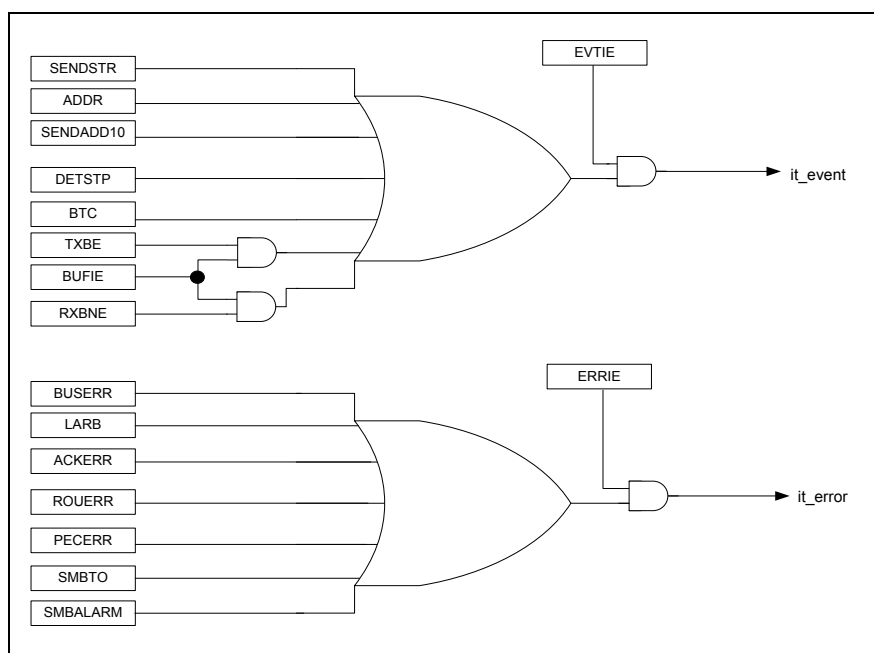 EVTIE
SENDSTR
ADDR
SENDADD10
DETSTP
it_event
BTC
TXBE
BUFIE
RXBNE
ERRIE
BUSERR
LARB
ACKERR
ROUERR
it_error
PECERR
SMBTO
SMBALARM